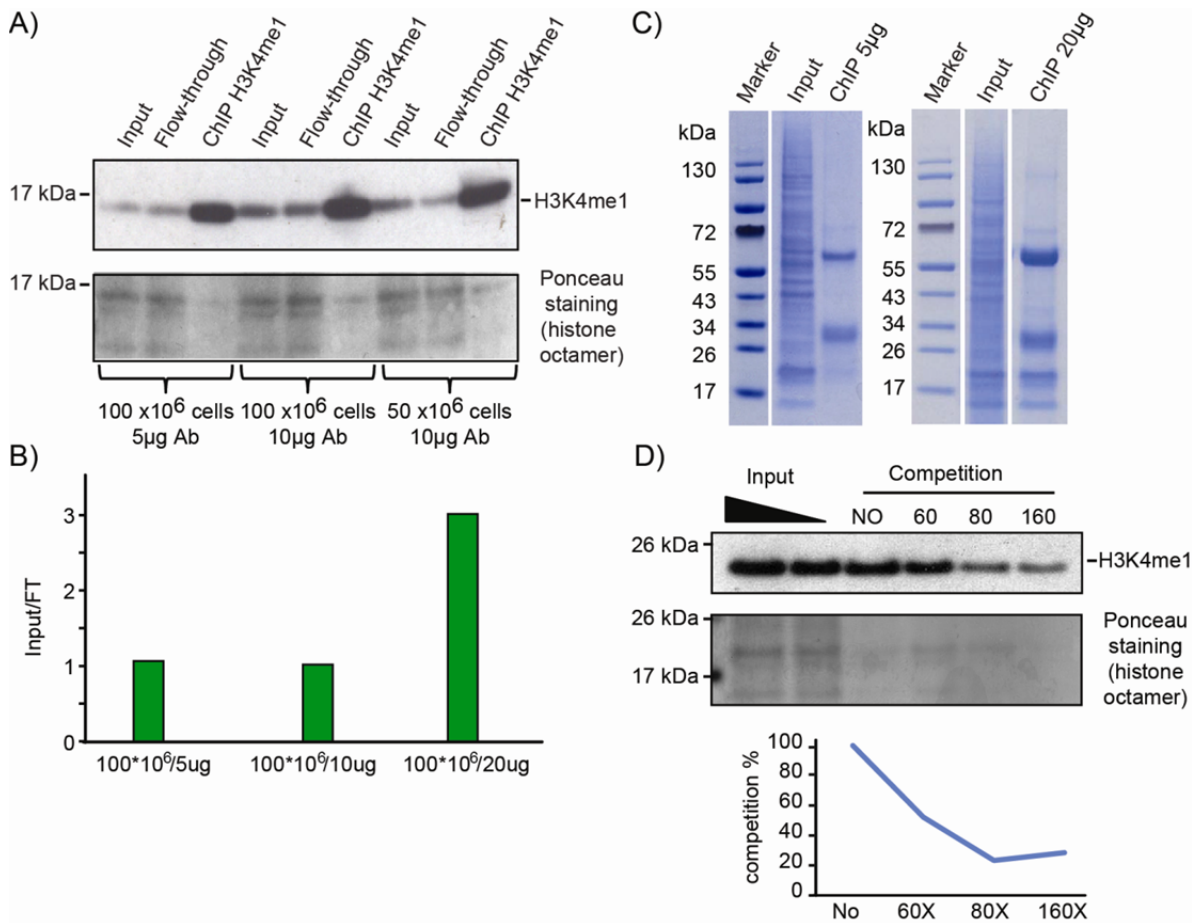 A)
Input
Flow-through
ChIP H3K4me1
Input
Flow-through
ChIP H3K4me1
Input
Flow-through
ChIP H3K4me1
17 kDa
H3K4me1
17 kDa
Ponceau
staining
(histone
octamer)
100 x10⁶ cells
5µg Ab
100 x10⁶ cells
10µg Ab
50 x10⁶ cells
10µg Ab
B)
Input/FT
3
2
1
0
100*10⁶/5ug
100*10⁶/10ug
100*10⁶/20ug
C)
Marker
Input
ChIP 5µg
kDa
130
72
55
43
34
26
17
Marker
Input
ChIP 20µg
kDa
130
72
55
43
34
26
17
D)
Input
Competition
NO 60 80 160
26 kDa
H3K4me1
26 kDa
17 kDa
Ponceau
staining
(histone
octamer)
competition %
100
80
60
40
20
0
No 60X 80X 160X